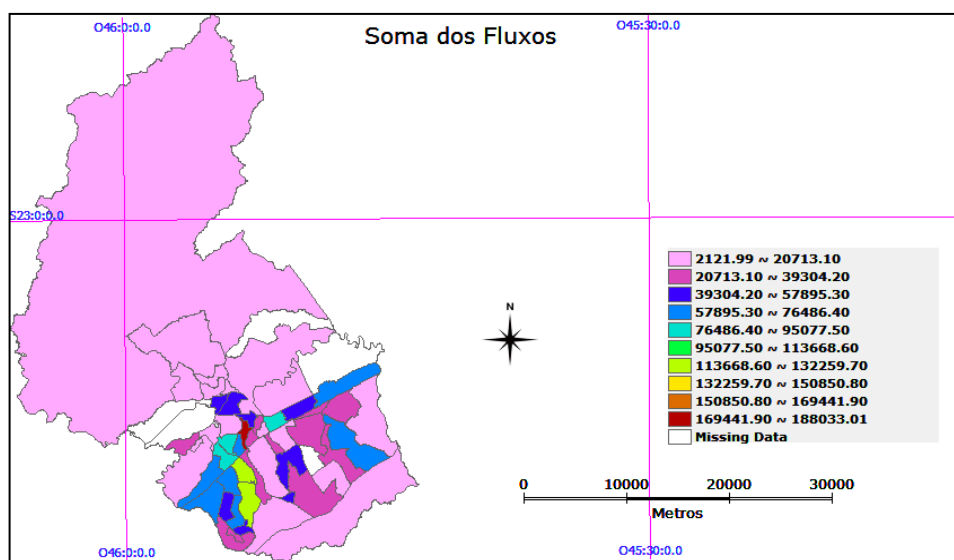 O46:0:0.0
Soma dos Fluxos
O45:30:0.0
S23:0:0.0
2121.99 ~ 20713.10
20713.10 ~ 39304.20
39304.20 ~ 57895.30
57895.30 ~ 76486.40
76486.40 ~ 95077.50
95077.50 ~ 113668.60
113668.60 ~ 132259.70
132259.70 ~ 150850.80
150850.80 ~ 169441.90
169441.90 ~ 188033.01
Missing Data
N
0 10000 20000 30000
Metros
O46:0:0.0
O45:30:0.0